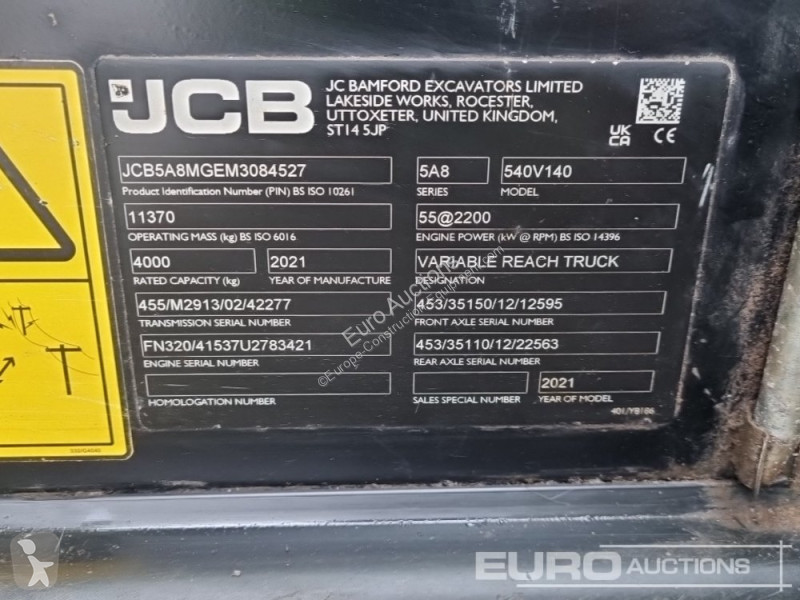 JCB
JC BAMFORD EXCAVATORS LIMITED
LAKESIDE WORKS, ROCESTER,
UTTOXETER, UNITED KINGDOM,
ST14 5JP
UK
CA CE
JCB5A8MGEM3084527
Product Identification Number (PIN) BS ISO 10261
5A8
SERIES
540V140
MODEL
11370
OPERATING MASS (kg) BS ISO 6016
55@2200
ENGINE POWER (kW @ RPM) BS ISO 14396
4000
RATED CAPACITY (kg)
2021
YEAR OF MANUFACTURE
VARIABLE REACH TRUCK
DESIGNATION
455/M2913/02/42277
TRANSMISSION SERIAL NUMBER
453/35150/12/12595
FRONT AXLE SERIAL NUMBER
FN320/41537U2783421
ENGINE SERIAL NUMBER
453/35110/12/22563
REAR AXLE SERIAL NUMBER
HOMOLOGATION NUMBER
SALES SPECIAL NUMBER
2021
YEAR OF MODEL
401/Y8186
Euro Auctions
©Europe-Construction-Equipment.com
EURO AUCTIONS